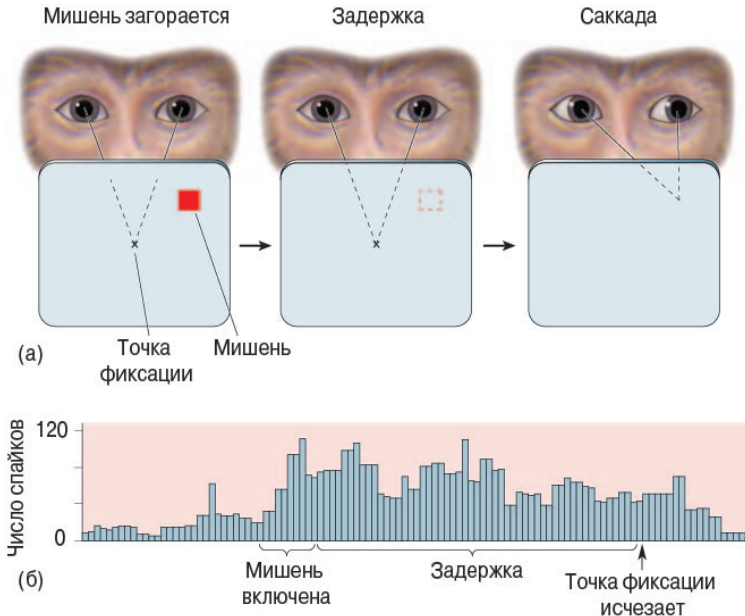 Мишень загорается
Задержка
Саккада
×
×
(а)
Точка
фиксации
Мишень
Число спайков
120
0
(б)
Мишень
включена
Задержка
Точка фиксации
исчезает